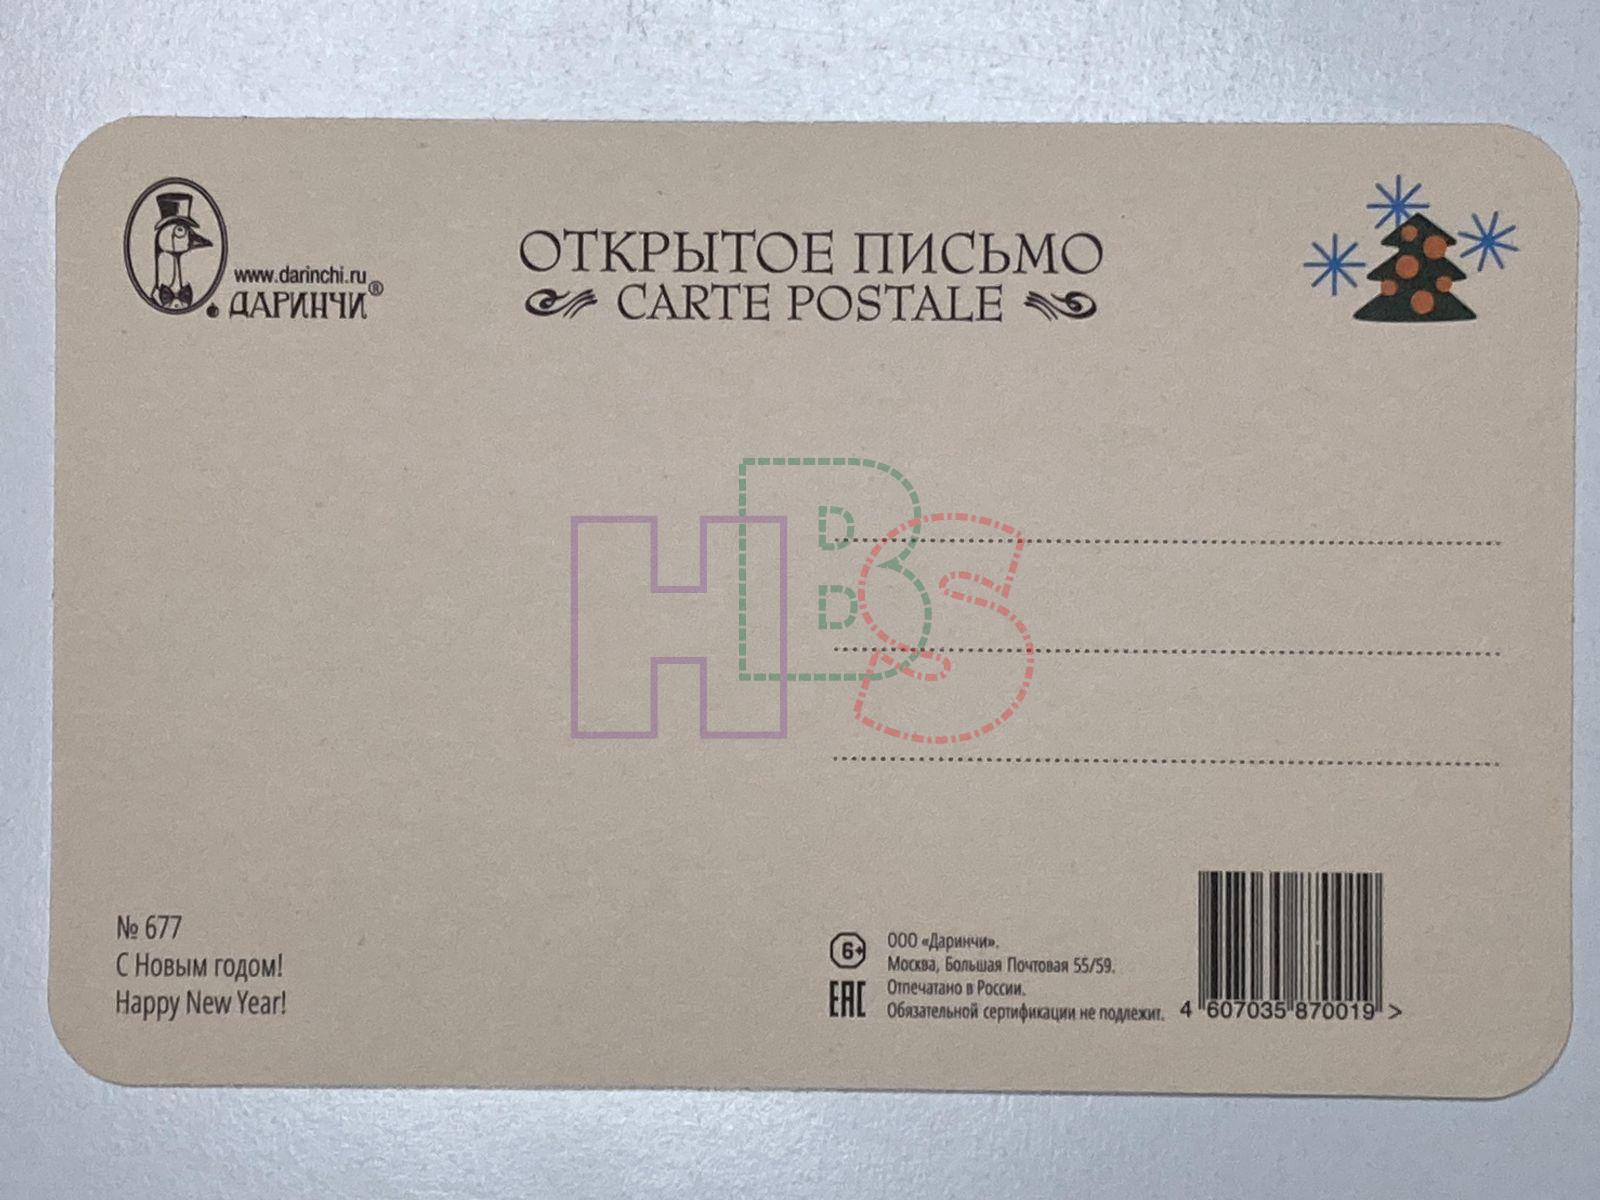 www.darinchi.ru
ДАРИНЧИ®
ОТКРЫТОЕ ПИСЬМО
CARTE POSTALE
HBS
№ 677
С Новым годом!
Happy New Year!
6+
EAC
ООО «Даринчи».
Москва, Большая Почтовая 55/59.
Отпечатано в России.
Обязательной сертификации не подлежит.
4 607035 870019 >